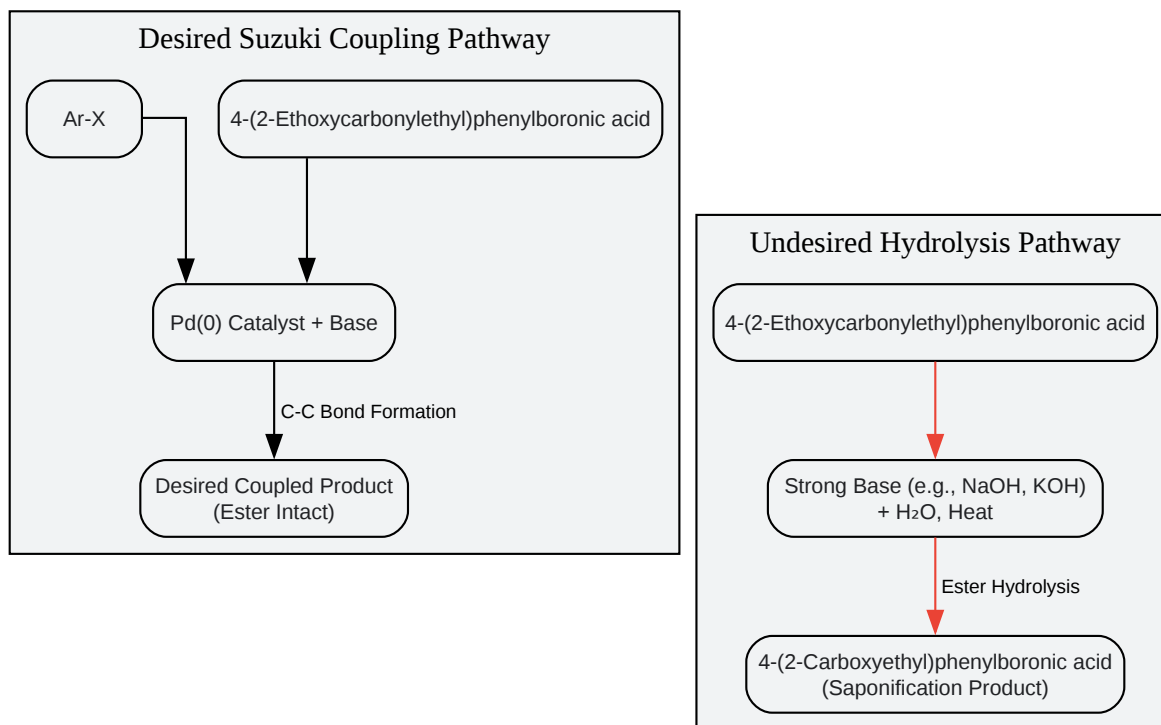 Desired Suzuki Coupling Pathway
Ar-X
4-(2-Ethoxycarbonylethyl)phenylboronic acid
Pd(0) Catalyst + Base
C-C Bond Formation
Desired Coupled Product
(Ester Intact)
Undesired Hydrolysis Pathway
4-(2-Ethoxycarbonylethyl)phenylboronic acid
Strong Base (e.g., NaOH, KOH)
+ H₂O, Heat
Ester Hydrolysis
4-(2-Carboxyethyl)phenylboronic acid
(Saponification Product)